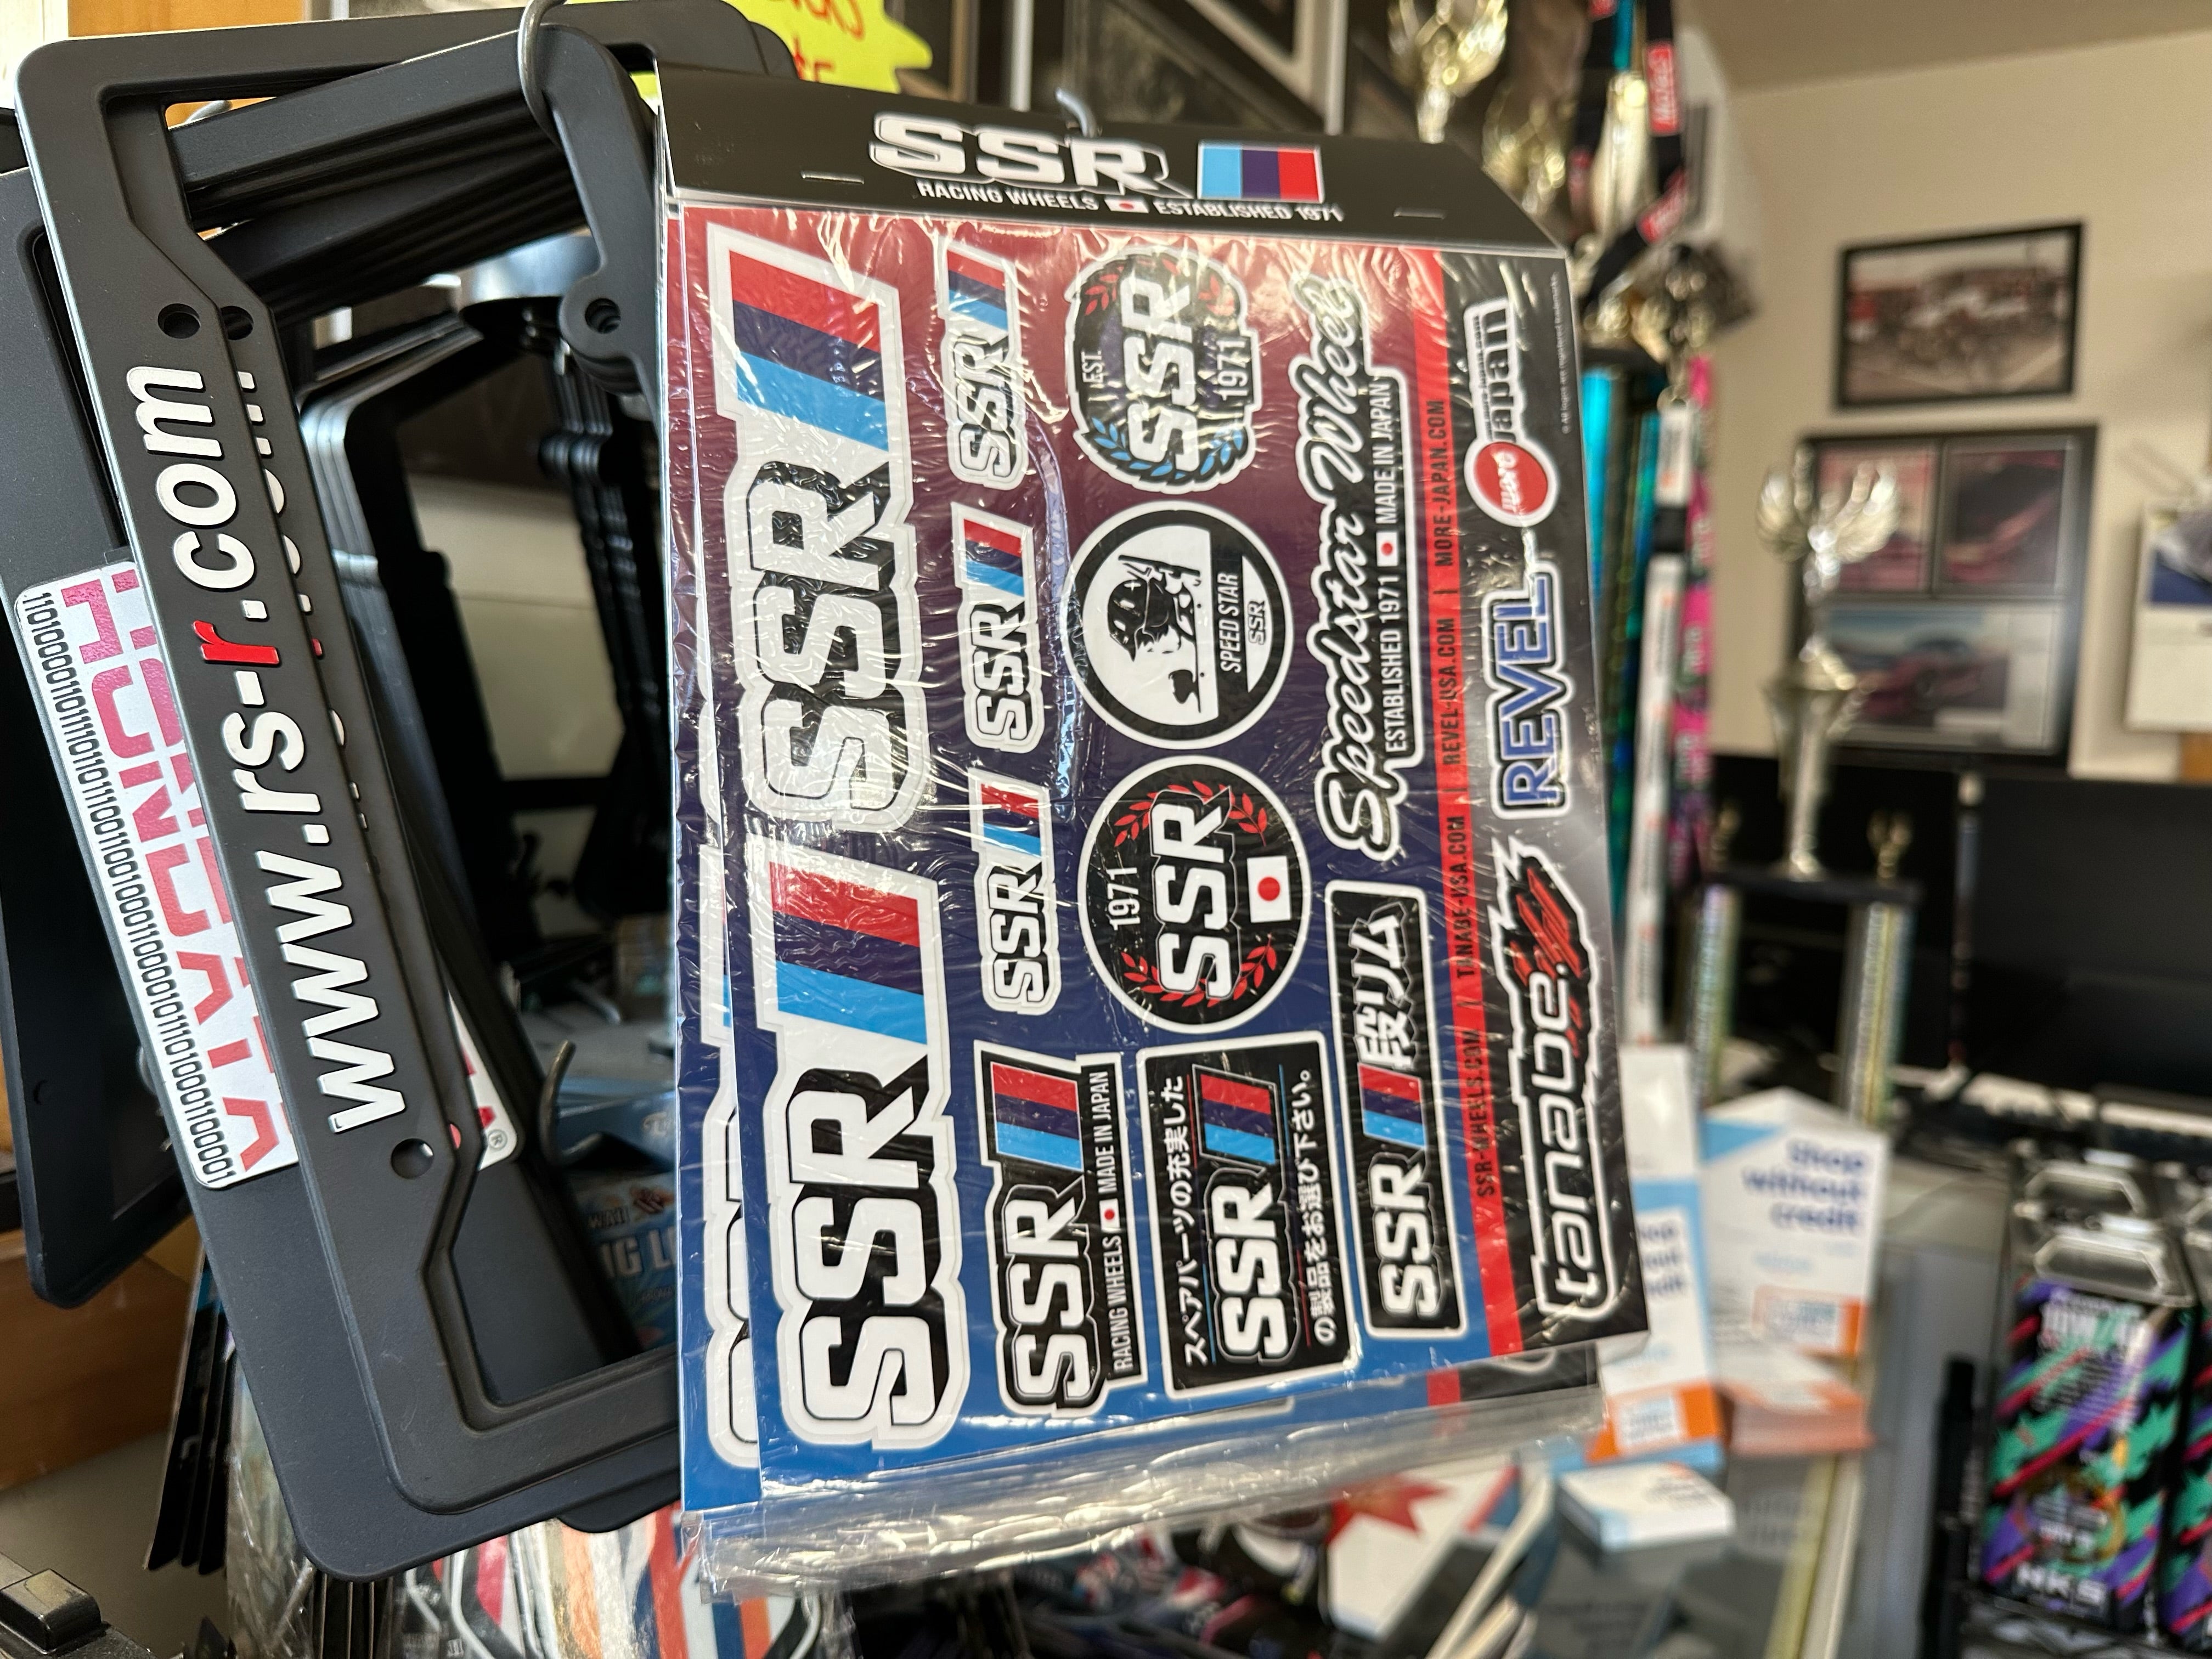 SSR
RACING WHEELS ESTABLISHED 1971
www.rs-r.com
SSR
SSR
SSR
SSR
SSR
SSR
RACING WHEELS MADE IN JAPAN
1971
SSR
SPEED STAR
SSR
EST.
SSR
1971
スペアパーツの充実した
SSR
の製品をお選び下さい。
Speedstar Wheel
ESTABLISHED 1971 MADE IN JAPAN
SSR 段リム
SSR-WHEELS.COM | TANABE-USA.COM | REVEL-USA.COM | MORE-JAPAN.COM
tanabe
REVEL
more japan
Shop
without
credit
HKS